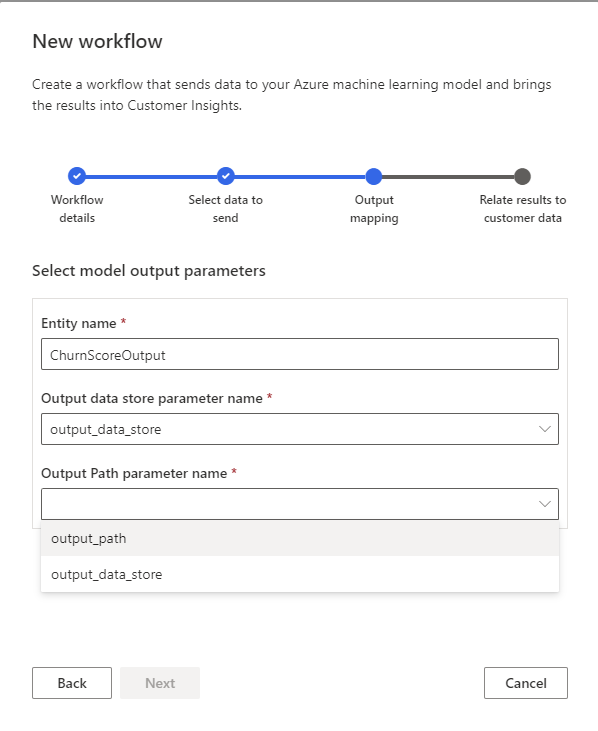 New workflow
Create a workflow that sends data to your Azure machine learning model and brings
the results into Customer Insights.
Workflow
details
Select data to
send
Output
mapping
Relate results to
customer data
Select model output parameters
Entity name *
ChurnScoreOutput
Output data store parameter name *
output_data_store
Output Path parameter name *
output_path
output_data_store
Back
Next
Cancel